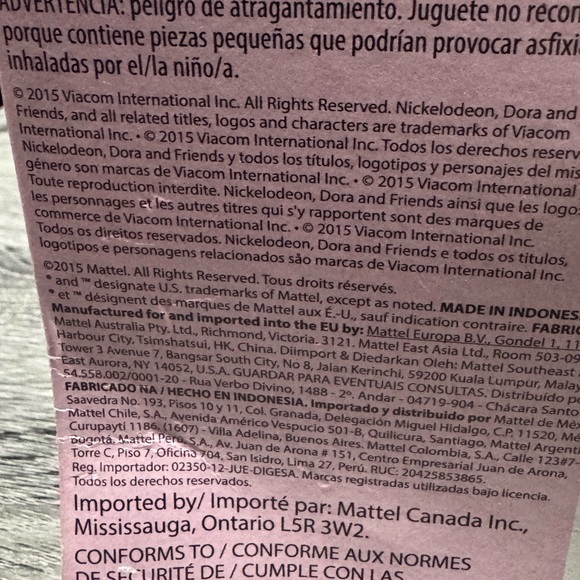 ADVERTENCIA: peligro de atragantamiento. Juguete no recon
porque contiene piezas pequeñas que podrían provocar asfixi
inhaladas por el/la niño/a.
© 2015 Viacom International Inc. All Rights Reserved. Nickelodeon, Dora and
Friends, and all related titles, logos and characters are trademarks of Viacom
International Inc. • © 2015 Viacom International Inc. Todos los derechos reserv
Nickelodeon, Dora and Friends y todos los títulos, logotipos y personajes del mis
género son marcas de Viacom International Inc. • © 2015 Viacom International
Toute reproduction interdite. Nickelodeon, Dora and Friends ainsi que les logo
les personnages et les autres titres qui s'y rapportent sont des marques de
commerce de Viacom International Inc. • © 2015 Viacom International Inc.
Todos os direitos reservados. Nickelodeon, Dora and Friends e todos os títulos,
logotipos e personagens relacionados são marcas de Viacom International Inc.
©2015 Mattel. All Rights Reserved. Tous droits réservés.
® and ™ designate U.S. trademarks of Mattel, except as noted. MADE IN INDONES
® et ™ désignent des marques de Mattel aux É.-U., sauf indication contraire. FABRIC
Manufactured for and imported into the EU by: Mattel Europa B.V., Gondel 1, 11
Mattel Australia Pty. Ltd., Richmond, Victoria. 3121. Mattel East Asia Ltd., Room 503-09
Harbour City, Tsimshatsui, HK, China. Diimport & Diedarkan Oleh: Mattel Southeast
Tower 3 Avenue 7, Bangsar South City, No 8, Jalan Kerinchi, 59200 Kuala Lumpur, Malay
East Aurora, NY 14052, U.S.A. GUARDAR PARA EVENTUAIS CONSULTAS. Distribuído po
54.558.002/0001-20 - Rua Verbo Divino, 1488 - 2º. Andar - 04719-904 - Chácara Santo
FABRICADO NA / HECHO EN INDONESIA. Importado y distribuido por Mattel de Méx
Saavedra No. 193, Pisos 10 y 11, Col. Granada, Delegación Miguel Hidalgo, C.P. 11520, Mé
Mattel Chile, S.A., Avenida Américo Vespucio 501-B, Quilicura, Santiago, Mattel Argenti
Curupaytí 1186, (1607) - Villa Adelina, Buenos Aires. Mattel Colombia, S.A., Calle 123#7-
Bogotá. Mattel Perú, S.A., Av. Juan de Arona # 151, Centro Empresarial Juan de Arona,
Torre C, Piso 7, Oficina 704, San Isidro, Lima 27, Perú. RUC: 20425853865.
Reg. Importador: 02350-12-JUE-DIGESA. Marcas registradas utilizadas bajo licencia.
Todos los derechos reservados.
Imported by/ Importé par: Mattel Canada Inc.,
Mississauga, Ontario L5R 3W2.
CONFORMS TO / CONFORME AUX NORMES
DE SÉCURITÉ DE / CUMPLE CON LAS